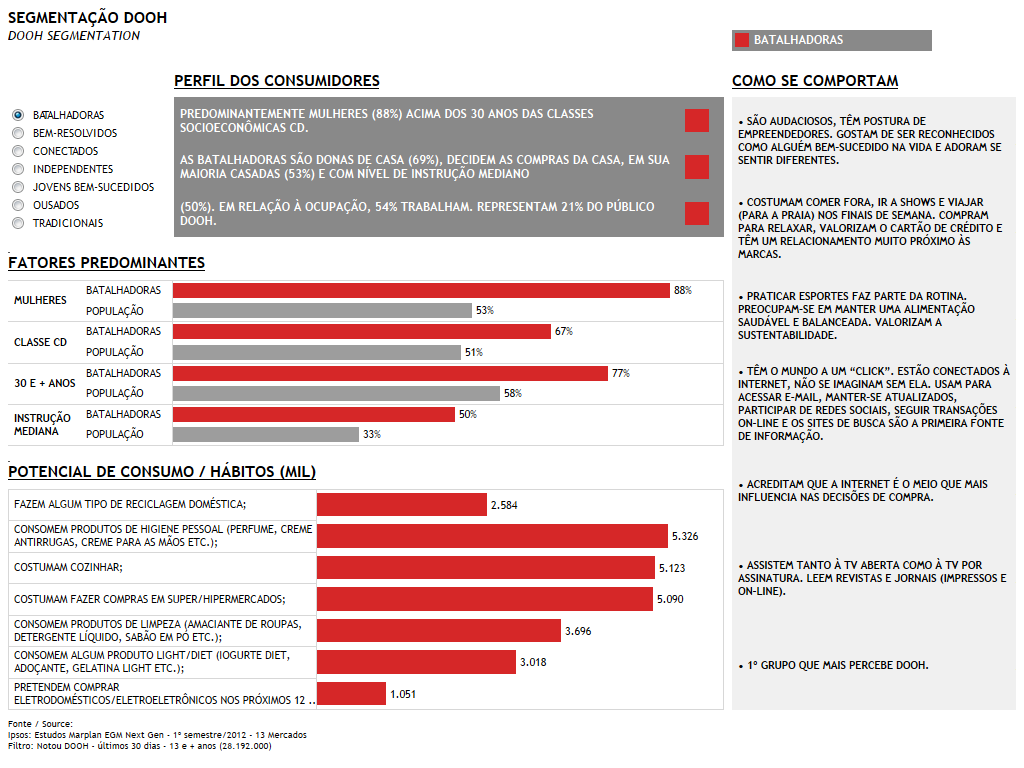 SEGMENTAÇÃO DOOH
DOOH SEGMENTATION
BATALHADORAS
BATALHADORAS
BEM-RESOLVIDOS
CONECTADOS
INDEPENDENTES
JOVENS BEM-SUCEDIDOS
OUSADOS
TRADICIONAIS
PERFIL DOS CONSUMIDORES
PREDOMINANTEMENTE MULHERES (88%) ACIMA DOS 30 ANOS DAS CLASSES
SOCIOECONÔMICAS CD.
AS BATALHADORAS SÃO DONAS DE CASA (69%), DECIDEM AS COMPRAS DA CASA, EM SUA
MAIORIA CASADAS (53%) E COM NÍVEL DE INSTRUÇÃO MEDIANO
(50%). EM RELAÇÃO À OCUPAÇÃO, 54% TRABALHAM. REPRESENTAM 21% DO PÚBLICO
DOOH.
FATORES PREDOMINANTES
MULHERES
BATALHADORAS 88%
POPULAÇÃO 53%
CLASSE CD
BATALHADORAS 67%
POPULAÇÃO 51%
30 E + ANOS
BATALHADORAS 77%
POPULAÇÃO 58%
INSTRUÇÃO
MEDIANA
BATALHADORAS 50%
POPULAÇÃO 33%
POTENCIAL DE CONSUMO / HÁBITOS (MIL)
FAZEM ALGUM TIPO DE RECICLAGEM DOMÉSTICA; 2.584
CONSOMEM PRODUTOS DE HIGIENE PESSOAL (PERFUME, CREME
ANTIRRUGAS, CREME PARA AS MÃOS ETC.); 5.326
COSTUMAM COZINHAR; 5.123
COSTUMAM FAZER COMPRAS EM SUPER/HIPERMERCADOS; 5.090
CONSOMEM PRODUTOS DE LIMPEZA (AMACIANTE DE ROUPAS,
DETERGENTE LÍQUIDO, SABÃO EM PÓ ETC.); 3.696
CONSOMEM ALGUM PRODUTO LIGHT/DIET (IOGURTE DIET,
ADOÇANTE, GELATINA LIGHT ETC.); 3.018
PRETENDEM COMPRAR
ELETRODOMÉSTICOS/ELETROELETRÔNICOS NOS PRÓXIMOS 12 .. 1.051
COMO SE COMPORTAM
• SÃO AUDACIOSOS, TÊM POSTURA DE
EMPREENDEDORES. GOSTAM DE SER RECONHECIDOS
COMO ALGUÉM BEM-SUCEDIDO NA VIDA E ADORAM SE
SENTIR DIFERENTES.
• COSTUMAM COMER FORA, IR A SHOWS E VIAJAR
(PARA A PRAIA) NOS FINAIS DE SEMANA. COMPRAM
PARA RELAXAR, VALORIZAM O CARTÃO DE CRÉDITO E
TÊM UM RELACIONAMENTO MUITO PRÓXIMO ÀS
MARCAS.
• PRATICAR ESPORTES FAZ PARTE DA ROTINA.
PREOCUPAM-SE EM MANTER UMA ALIMENTAÇÃO
SAUDÁVEL E BALANCEADA. VALORIZAM A
SUSTENTABILIDADE.
• TÊM O MUNDO A UM “CLICK”. ESTÃO CONECTADOS À
INTERNET, NÃO SE IMAGINAM SEM ELA. USAM PARA
ACESSAR E-MAIL, MANTER-SE ATUALIZADOS,
PARTICIPAR DE REDES SOCIAIS, SEGUIR TRANSAÇÕES
ON-LINE E OS SITES DE BUSCA SÃO A PRIMEIRA FONTE
DE INFORMAÇÃO.
• ACREDITAM QUE A INTERNET É O MEIO QUE MAIS
INFLUENCIA NAS DECISÕES DE COMPRA.
• ASSISTEM TANTO À TV ABERTA COMO À TV POR
ASSINATURA. LEEM REVISTAS E JORNAIS (IMPRESSOS E
ON-LINE).
• 1º GRUPO QUE MAIS PERCEBE DOOH.
Fonte / Source:
Ipsos: Estudos Marplan EGM Next Gen - 1º semestre/2012 - 13 Mercados
Filtro: Notou DOOH - últimos 30 dias - 13 e + anos (28.192.000)